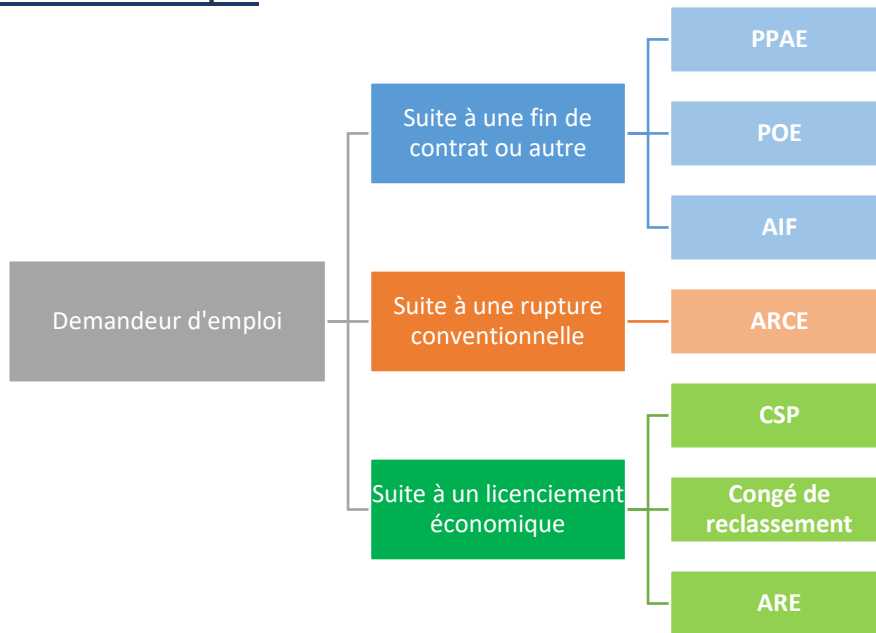 Demandeur d'emploi
Suite à une fin de
contrat ou autre
PPAE
POE
AIF
Suite à une rupture
conventionnelle
ARCE
Suite à un licenciement
économique
CSP
Congé de
reclassement
ARE